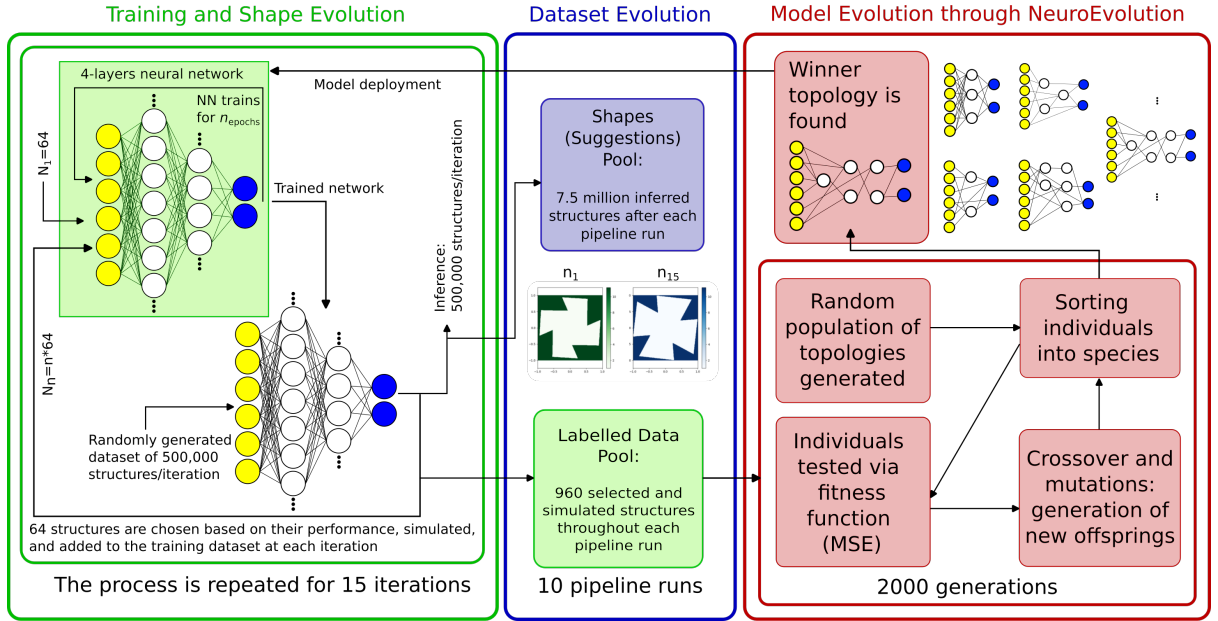 Training and Shape Evolution
4-layers neural network
NN trains
for n_epochs
N₁=64
Model deployment
Trained network
Inference:
500,000 structures/iteration
Nₙ=n*64
Randomly generated
dataset of 500,000
structures/iteration
64 structures are chosen based on their performance, simulated,
and added to the training dataset at each iteration
The process is repeated for 15 iterations
Dataset Evolution
Shapes
(Suggestions)
Pool:
7.5 million inferred
structures after each
pipeline run
n₁
n₁₅
Labelled Data
Pool:
960 selected and
simulated structures
throughout each
pipeline run
10 pipeline runs
Model Evolution through NeuroEvolution
Winner
topology is
found
...
...
Random
population of
topologies
generated
Sorting
individuals
into species
Individuals
tested via
fitness
function
(MSE)
Crossover and
mutations:
generation of
new offsprings
2000 generations